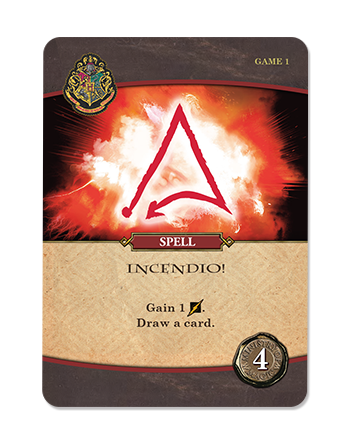 GAME 1
SPELL
INCENDIO!
Gain 1 .
Draw a card.
4